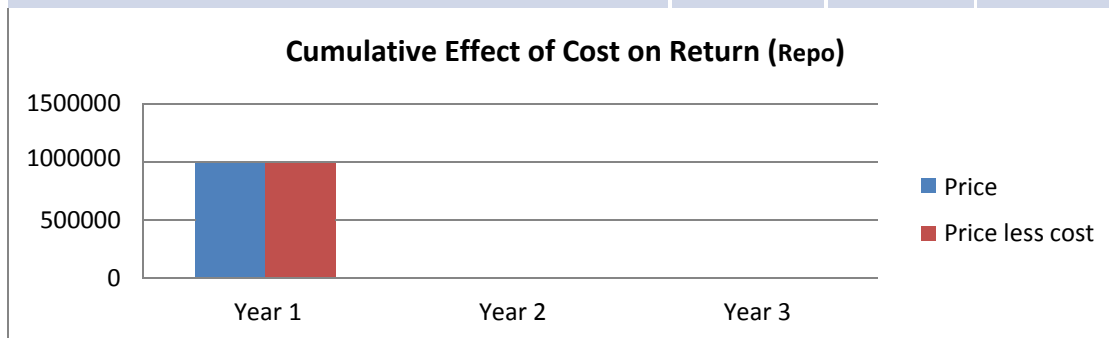 Cumulative Effect of Cost on Return (Repo)
1500000
1000000
500000
0
Year 1
Year 2
Year 3
Price
Price less cost